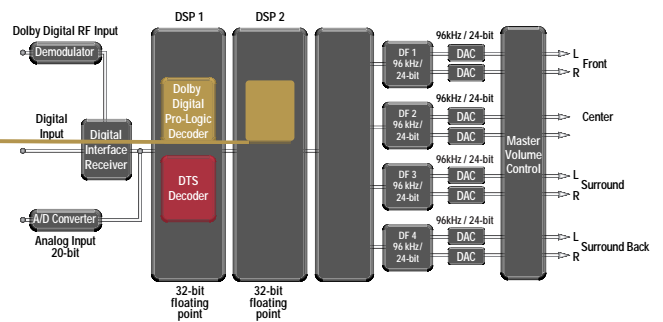 DSP 1
DSP 2
Dolby Digital RF Input
Demodulator
Digital
Input
Digital
Interface
Receiver
A/D Converter
Analog Input
20-bit
Dolby
Digital
Pro-Logic
Decoder
DTS
Decoder
32-bit
floating
point
32-bit
floating
point
DF 1
96 kHz/
24-bit
96kHz / 24-bit
DAC
DAC
DF 2
96 kHz/
24-bit
96kHz / 24-bit
DAC
DAC
DF 3
96 kHz/
24-bit
96kHz / 24-bit
DAC
DAC
DF 4
96 kHz/
24-bit
96kHz / 24-bit
DAC
DAC
Master
Volume
Control
L
Front
R
Center
L
Surround
R
L
Surround Back
R